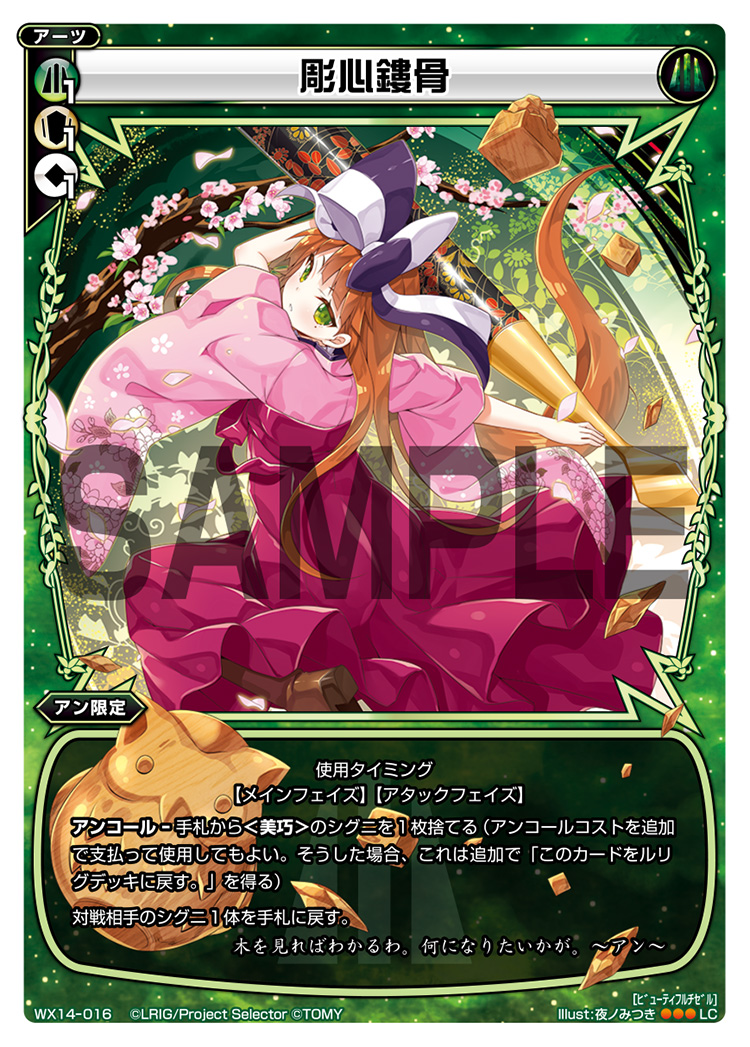 アーツ
彫心鏤骨
1
1
1
SAMPLE
アン限定
使用タイミング
【メインフェイズ】【アタックフェイズ】
アンコール－手札から＜美巧＞のシグニを１枚捨てる（アンコールコストを追加
で支払って使用してもよい。そうした場合、これは追加で「このカードをルリ
グデッキに戻す。」を得る）
対戦相手のシグニ１体を手札に戻す。
木を見ればわかるわ。何になりたいかが。～アン～
[ﾋﾞｭｰﾃｨﾌﾙﾁｾﾞﾙ]
WX14-016 ©LRIG/Project Selector ©TOMY Illust:夜ノみつき LC